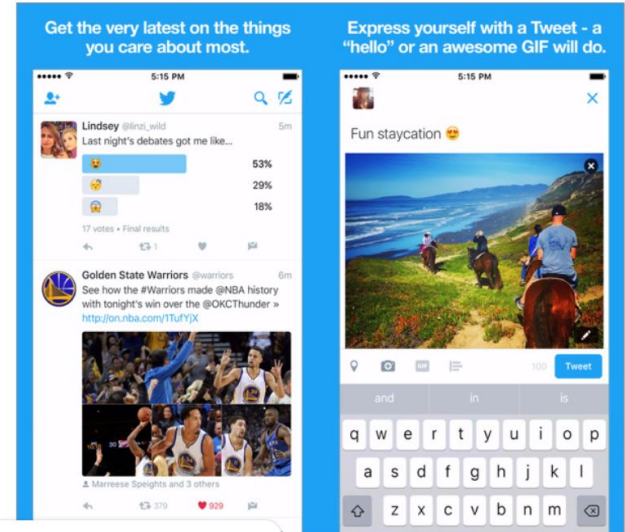 Get the very latest on the things
you care about most.
5:15 PM
Lindsey @linzi_wild 5m
Last night's debates got me like...
53%
29%
18%
17 votes • Final results
1
Golden State Warriors @warriors 6m
See how the #Warriors made @NBA history
with tonight's win over the @OKCThunder »
http://on.nba.com/1TufYjX
Marreese Speights and 3 others
379 929
Express yourself with a Tweet - a
“hello” or an awesome GIF will do.
5:15 PM
Fun staycation 😍
GIF 100 Tweet
and in is
q w e r t y u i o p
a s d f g h j k l
z x c v b n m